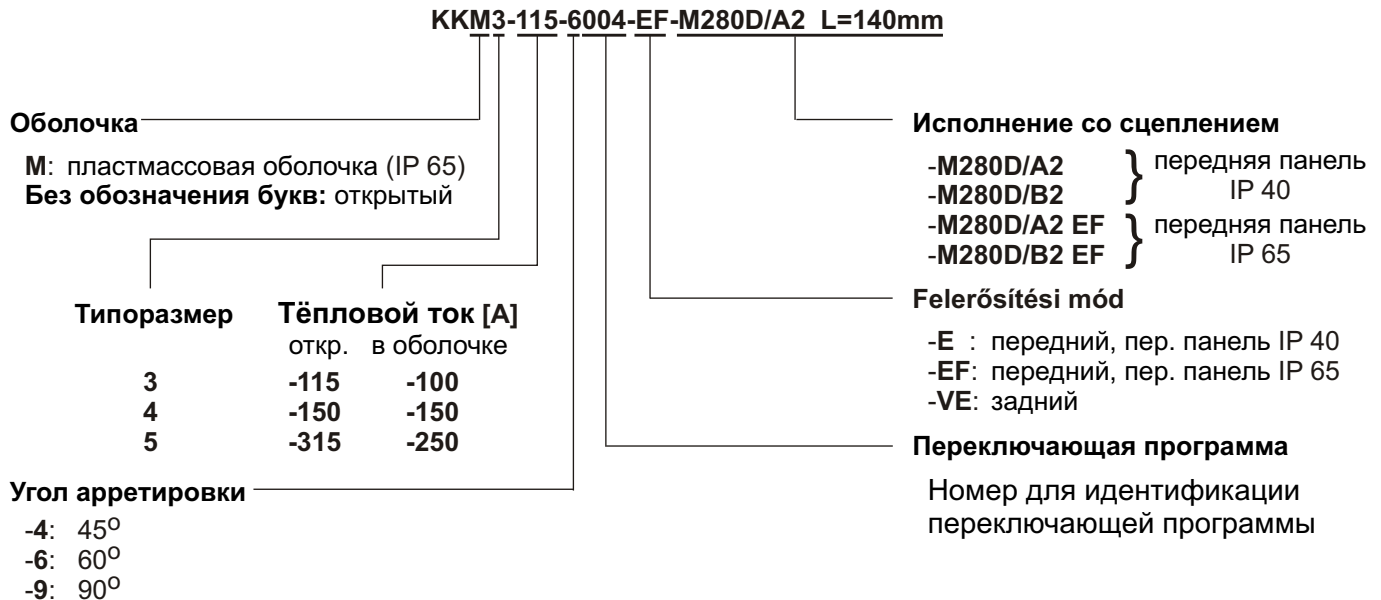 KKM3-115-6004-EF-M280D/A2 L=140mm
Оболочка
М: пластмассовая оболочка (IP 65)
Без обозначения букв: открытый
Типоразмер Тёпловой ток [A]
откр. в оболочке
3 -115 -100
4 -150 -150
5 -315 -250
Угол арретировки
-4: 45º
-6: 60º
-9: 90º
Исполнение со сцеплением
-M280D/A2 } передняя панель
-M280D/B2 IP 40
-M280D/A2 EF } передняя панель
-M280D/B2 EF IP 65
Felerősítési mód
-E : передний, пер. панель IP 40
-EF: передний, пер. панель IP 65
-VE: задний
Переключающая программа
Номер для идентификации
переключающей программы